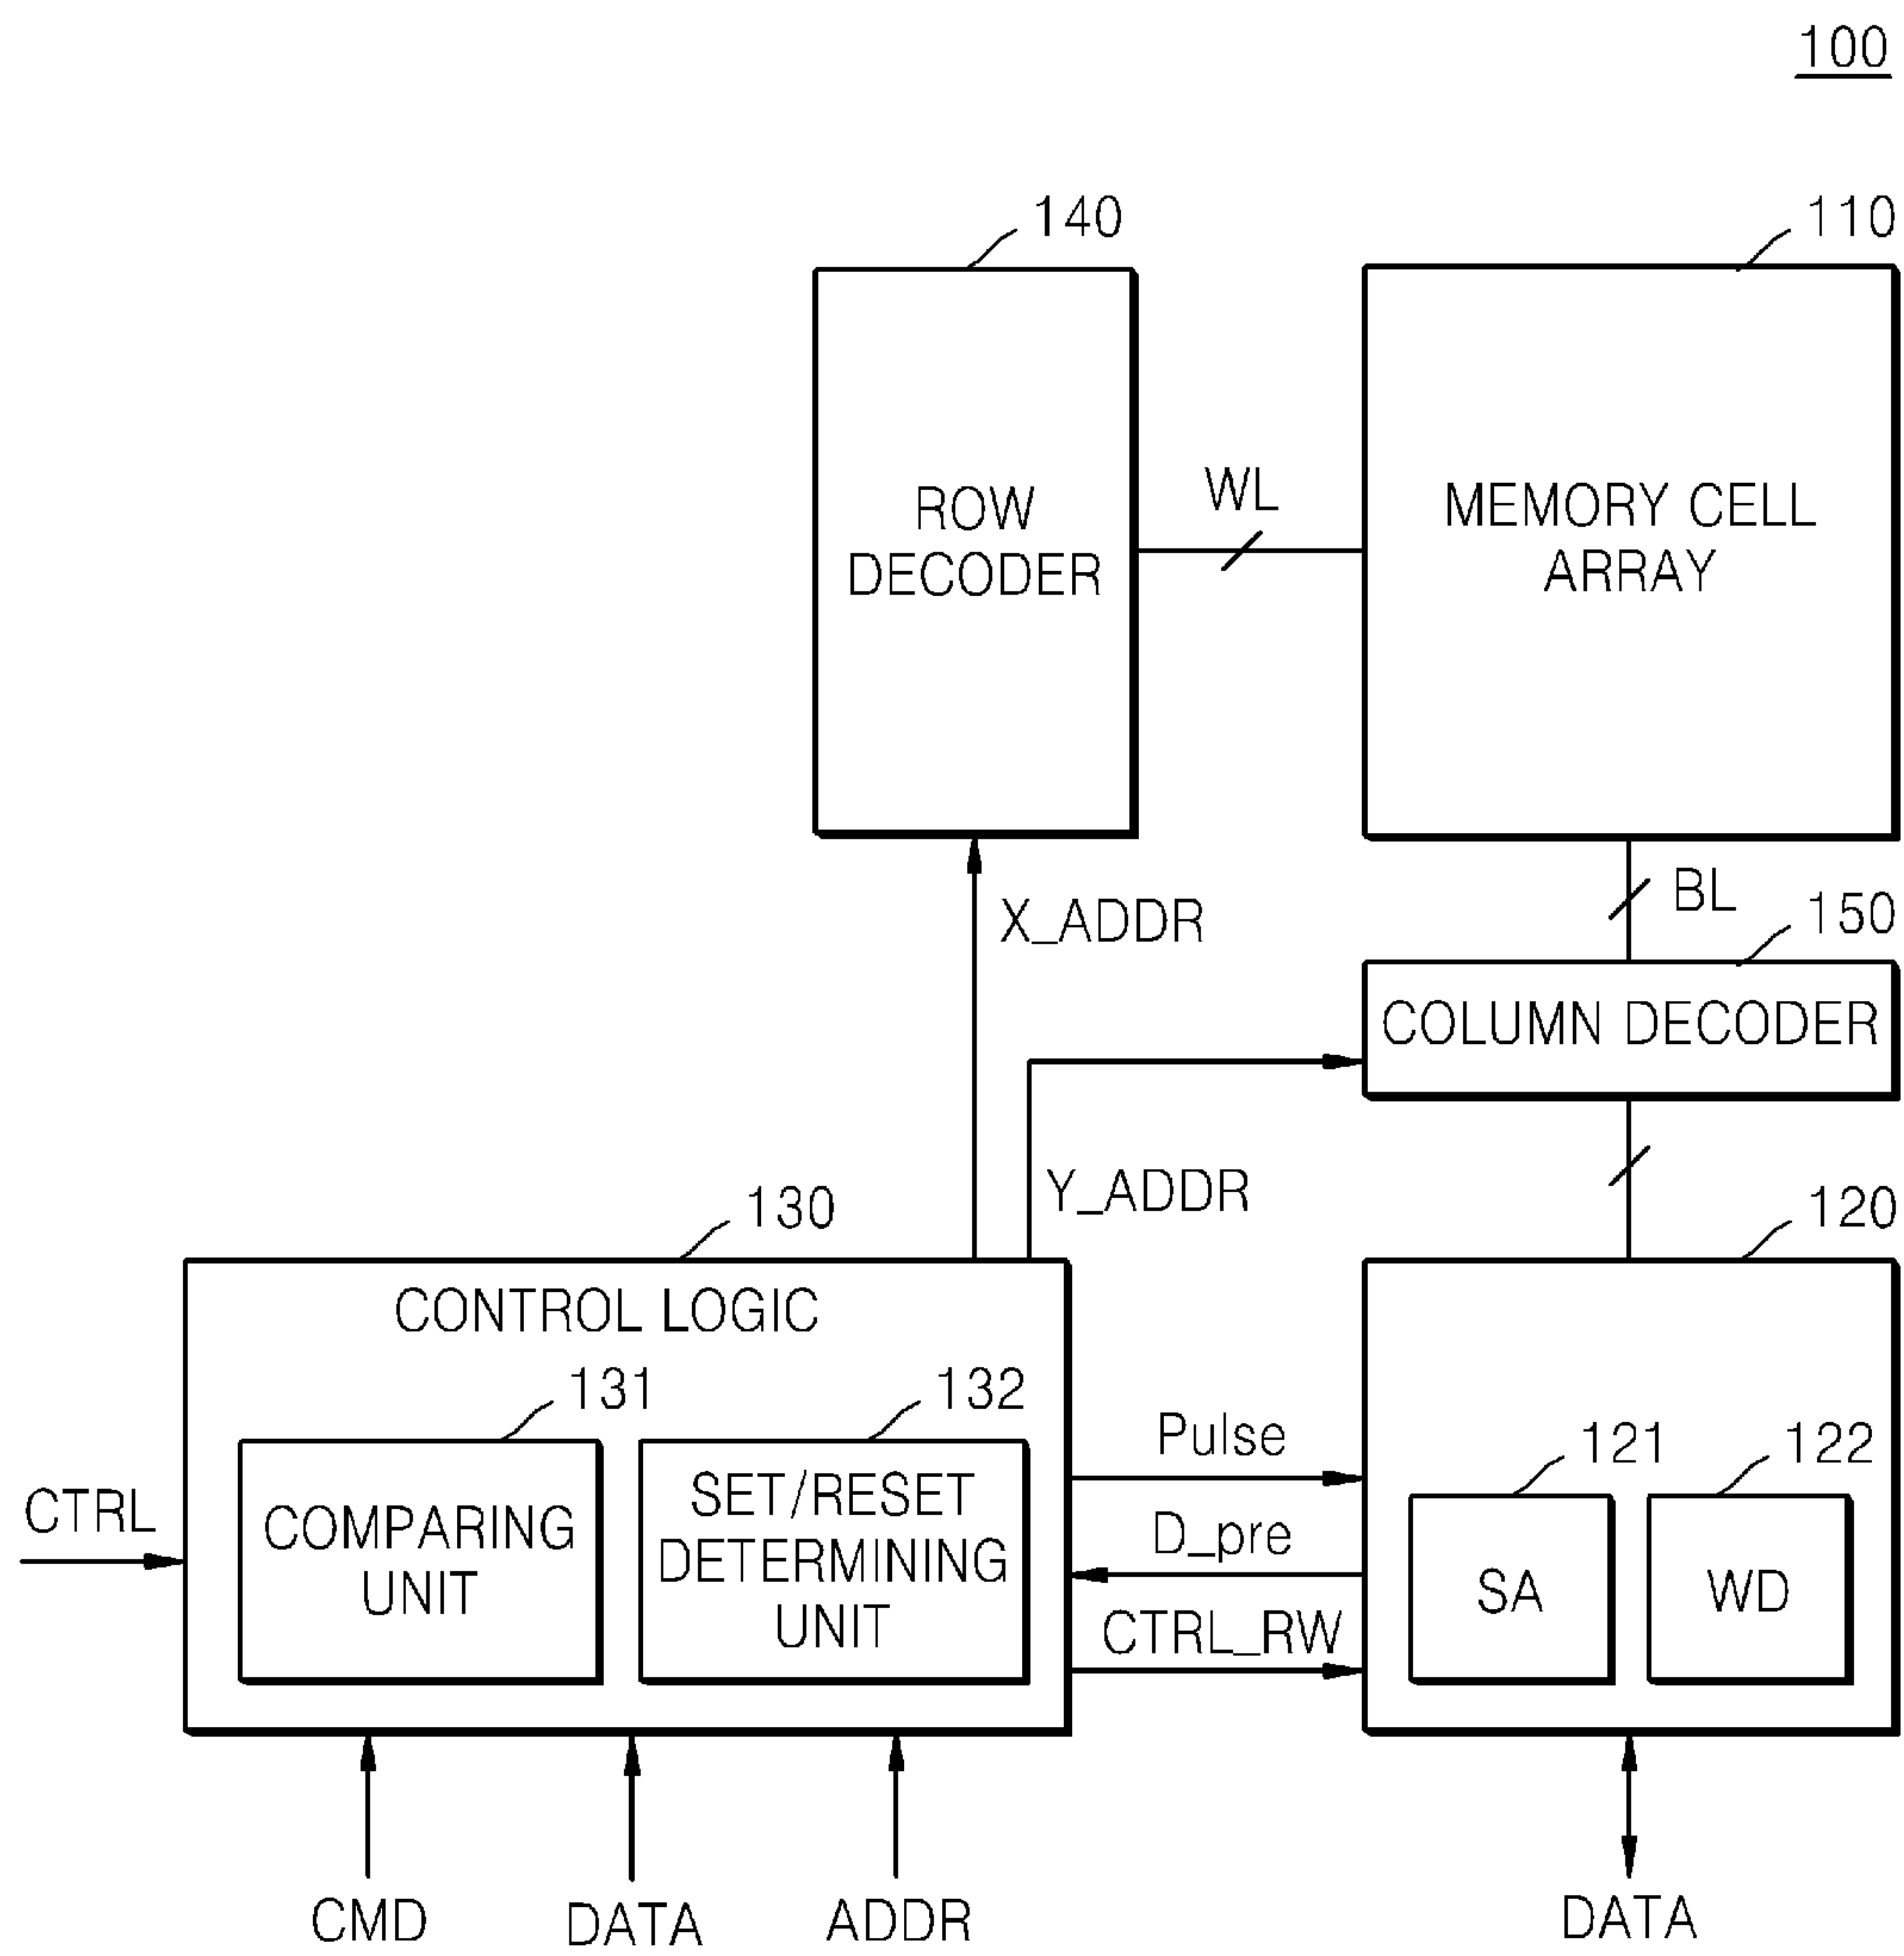 100
140
110
ROW
DECODER
WL
MEMORY CELL
ARRAY
X_ADDR
BL
150
COLUMN DECODER
Y_ADDR
130
120
CONTROL LOGIC
131
132
Pulse
121
122
CTRL
COMPARING
UNIT
SET/RESET
DETERMINING
UNIT
D_pre
SA
WD
CTRL_RW
CMD
DATA
ADDR
DATA